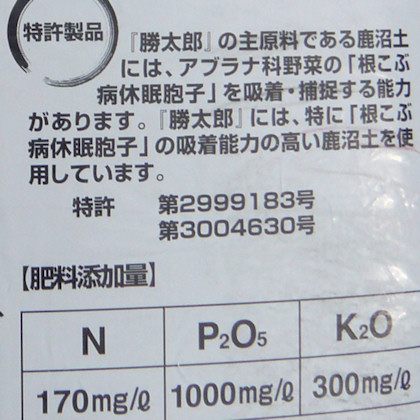 特許製品
『勝太郎』の主原料である鹿沼土
には、アブラナ科野菜の「根こぶ
病休眠胞子」を吸着・捕捉する能力
があります。『勝太郎』には、特に「根こぶ
病休眠胞子」の吸着能力の高い鹿沼土を使
用しています。
特許 第2999183号
第3004630号
【肥料添加量】
N P₂O₅ K₂O
170mg/ℓ 1000mg/ℓ 300mg/ℓ